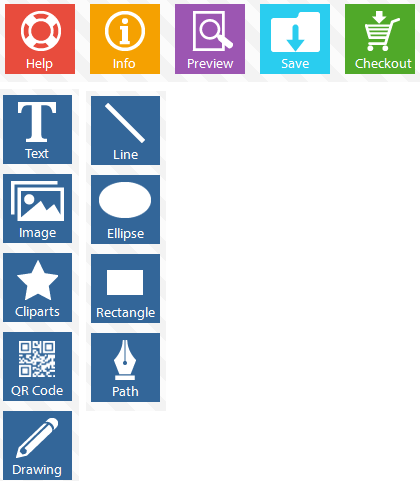 Help
Info
Preview
Save
Checkout
Text
Line
Image
Ellipse
Cliparts
Rectangle
QR Code
Path
Drawing